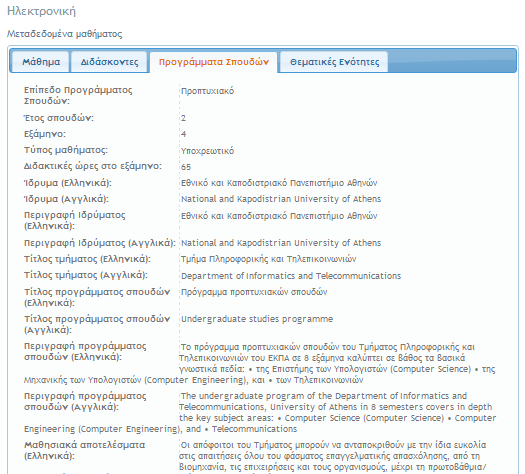 Ηλεκτρονική
Μεταδεδομένα μαθήματος
Μάθημα Διδάσκοντες Προγράμματα Σπουδών Θεματικές Ενότητες
Επίπεδο Προγράμματος Σπουδών: Προπτυχιακό
Έτος σπουδών: 2
Εξάμηνο: 4
Τύπος μαθήματος: Υποχρεωτικό
Διδακτικές ώρες στο εξάμηνο: 65
Ίδρυμα (Ελληνικά): Εθνικό και Καποδιστριακό Πανεπιστήμιο Αθηνών
Ίδρυμα (Αγγλικά): National and Kapodistrian University of Athens
Περιγραφή Ιδρύματος (Ελληνικά): Εθνικό και Καποδιστριακό Πανεπιστήμιο Αθηνών
Περιγραφή Ιδρύματος (Αγγλικά): National and Kapodistrian University of Athens
Τίτλος τμήματος (Ελληνικά): Τμήμα Πληροφορικής και Τηλεπικοινωνιών
Τίτλος τμήματος (Αγγλικά): Department of Informatics and Telecommunications
Τίτλος προγράμματος σπουδών (Ελληνικά): Πρόγραμμα προπτυχιακών σπουδών
Τίτλος προγράμματος σπουδών (Αγγλικά): Undergraduate studies programme
Περιγραφή προγράμματος σπουδών (Ελληνικά): Το πρόγραμμα προπτυχιακών σπουδών του Τμήματος Πληροφορικής και
Τηλεπικοινωνιών του ΕΚΠΑ σε 8 εξάμηνα καλύπτει σε βάθος τα βασικά
γνωστικά πεδία: • της Επιστήμης των Υπολογιστών (Computer Science) • της
Μηχανικής των Υπολογιστών (Computer Engineering), και • των Τηλεπικοινωνιών
Περιγραφή προγράμματος σπουδών (Αγγλικά): The undergraduate program of the Department of Informatics and
Telecommunications, University of Athens in 8 semesters covers in depth
the key subject areas: • Computer Science (Computer Science) • Computer
Engineering (Computer Engineering), and • Telecommunications
Μαθησιακά αποτελέσματα (Ελληνικά): Οι απόφοιτοι του Τμήματος μπορούν να ανταποκριθούν με την ίδια ευκολία
στις απαιτήσεις όλου του φάσματος επαγγελματικής απασχόλησης, από τη
βιομηχανία, τις επιχειρήσεις και τους οργανισμούς, μέχρι τη πρωτοβάθμια/